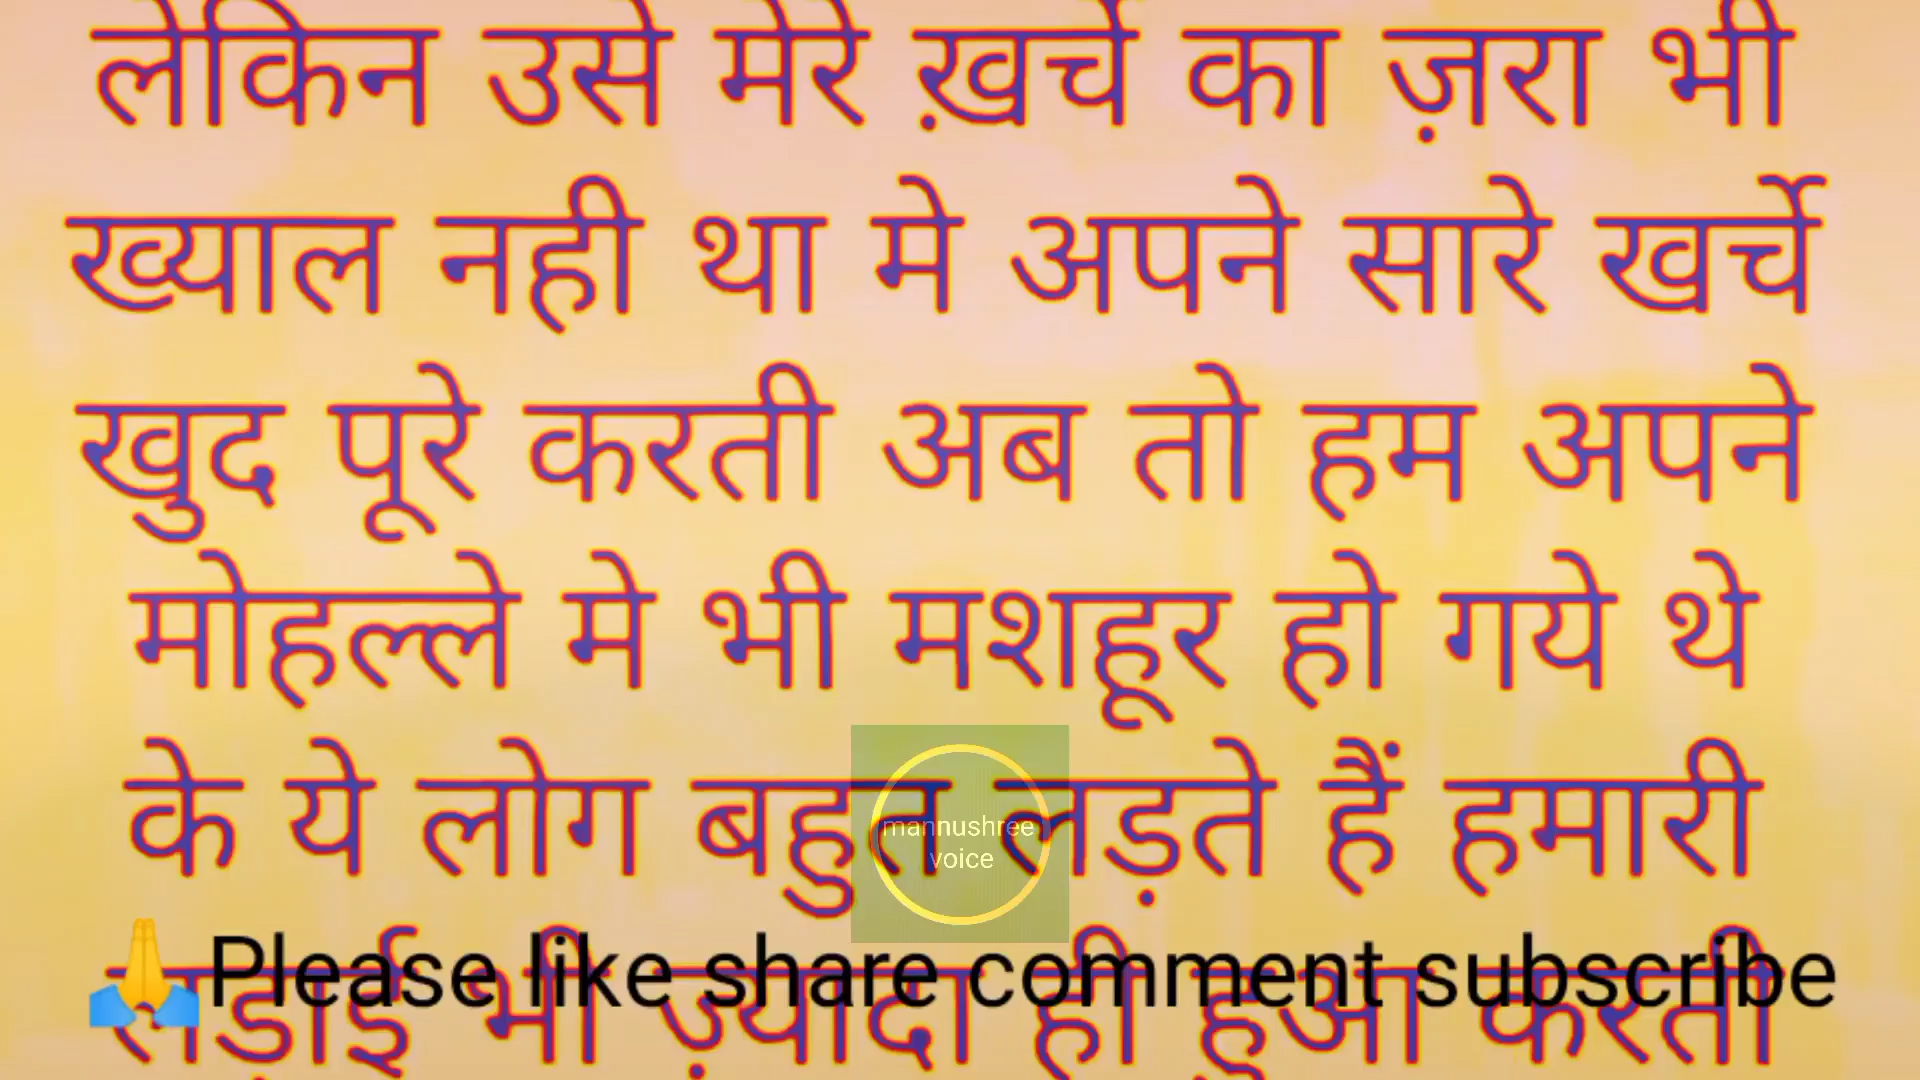 लेकिन उसे मेरे ख़र्चे का ज़रा भी
ख्याल नही था मे अपने सारे खर्चे
खुद पूरे करती अब तो हम अपने
मोहल्ले मे भी मशहूर हो गये थे
के ये लोग बहुत लड़ते हैं हमारी
mannushree
voice
लड़ाई भी ज़्यादा ही हुआ करती
🙏Please like share comment subscribe